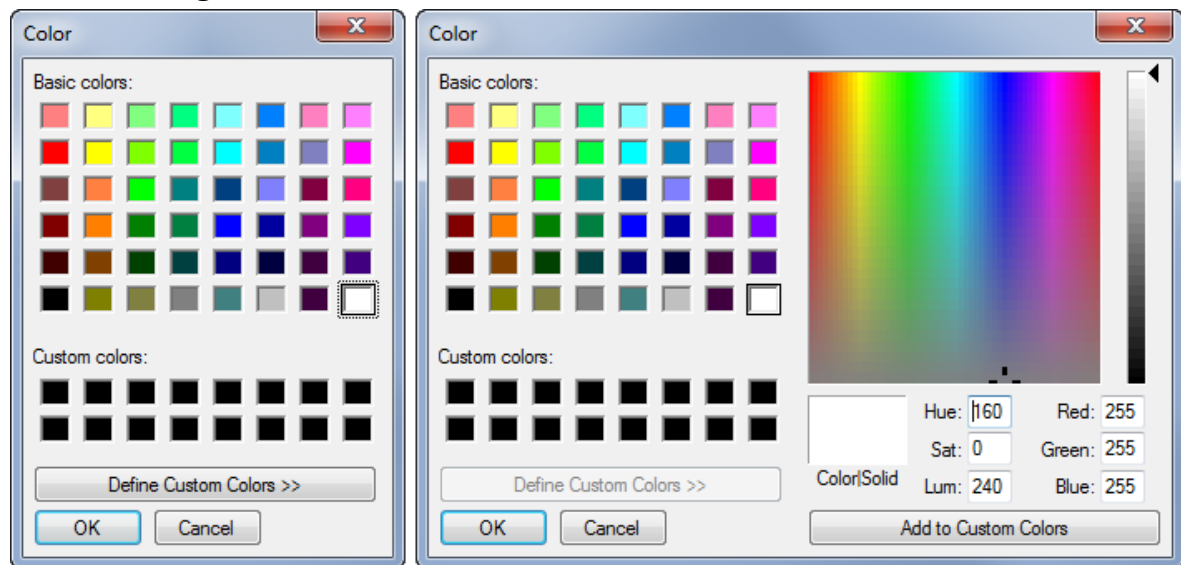 Color
Basic colors:
Custom colors:
Define Custom Colors >>
OK Cancel
Color
Basic colors:
Custom colors:
Define Custom Colors >>
OK Cancel
Color|Solid
Hue: 160 Red: 255
Sat: 0 Green: 255
Lum: 240 Blue: 255
Add to Custom Colors